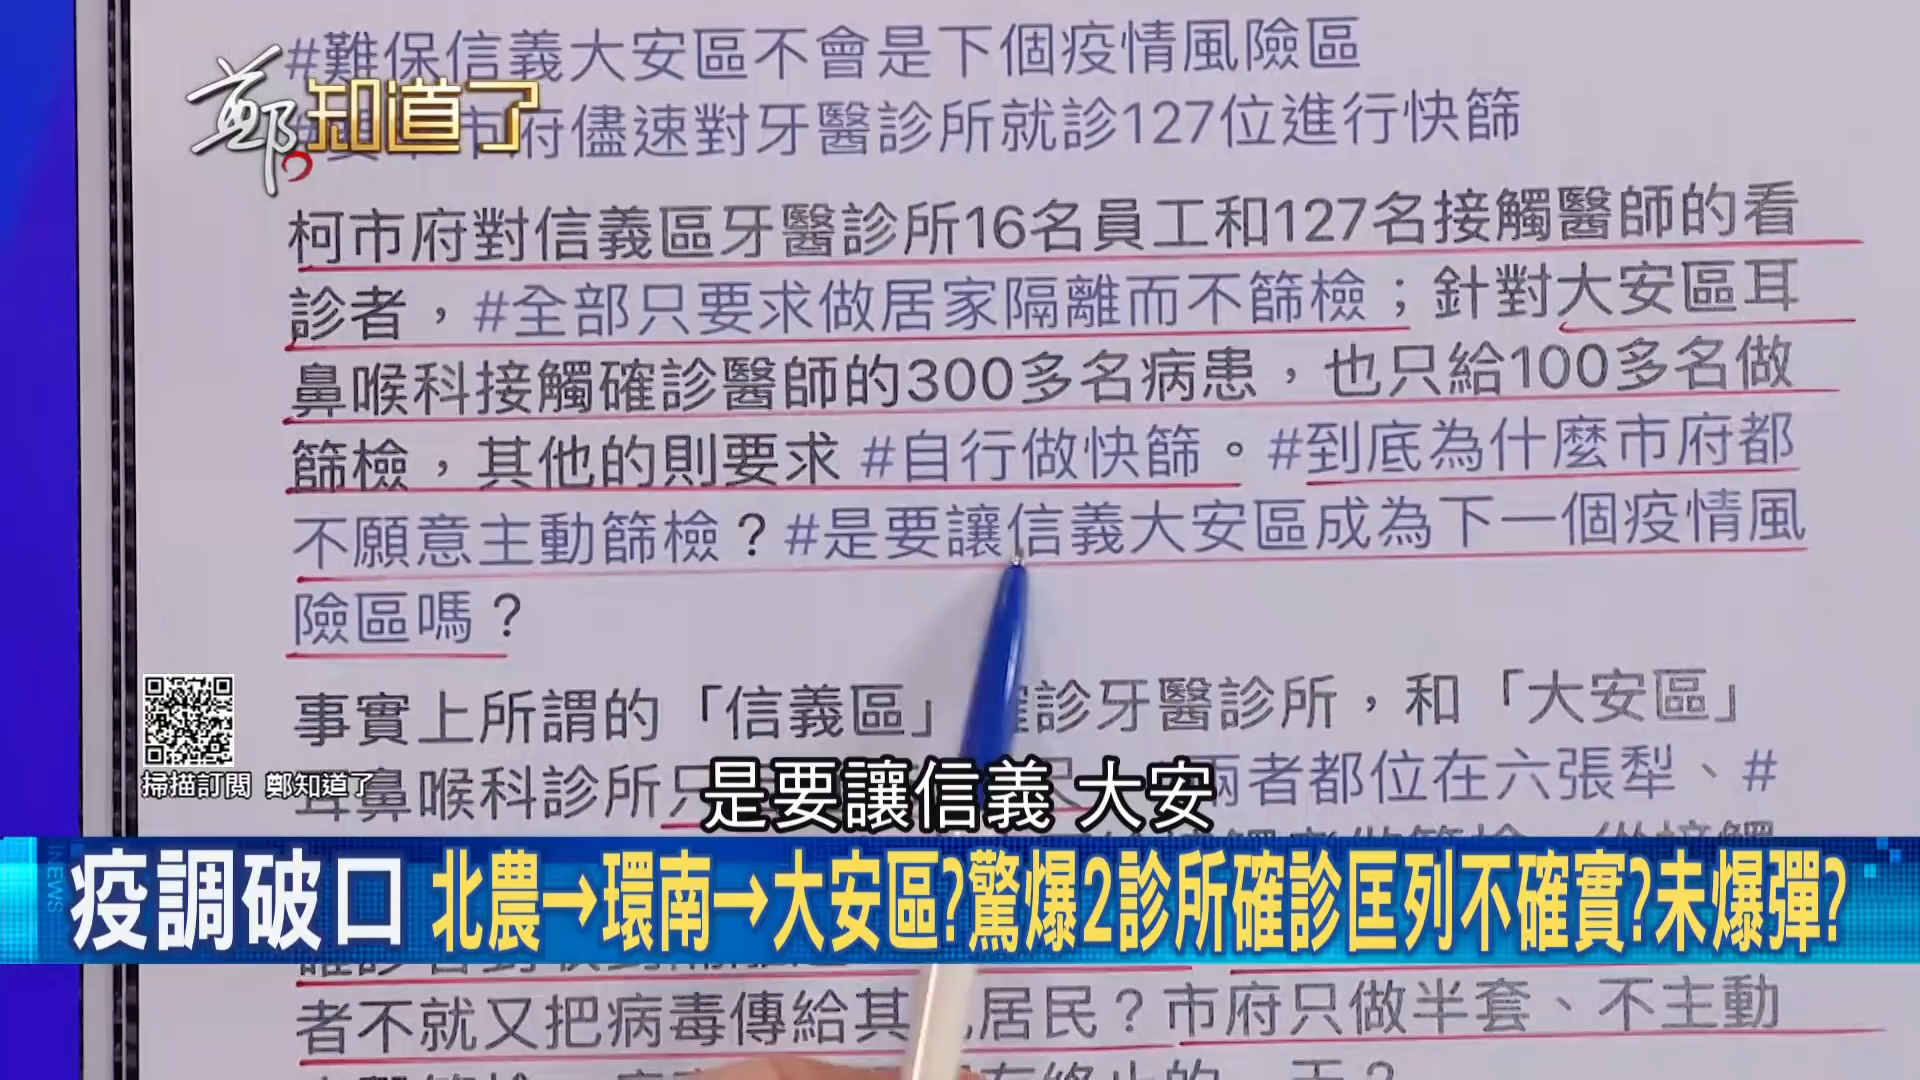 #難保信義大安區不會是下個疫情風險區
鄭知道了
市府儘速對牙醫診所就診127位進行快篩
柯市府對信義區牙醫診所16名員工和127名接觸醫師的看
診者，#全部只要求做居家隔離而不篩檢；針對大安區耳
鼻喉科接觸確診醫師的300多名病患，也只給100多名做
篩檢，其他的則要求 #自行做快篩。#到底為什麼市府都
不願意主動篩檢？#是要讓信義大安區成為下一個疫情風
險區嗎？
事實上所謂的「信義區」確診牙醫診所，和「大安區」
耳鼻喉科診所只 兩者都位在六張犁、#
掃描訂閱 鄭知道了
是要讓信義 大安
NEWS
疫調破口 北農→環南→大安區?驚爆2診所確診匡列不確實?未爆彈?
者不就又把病毒傳給其他居民？市府只做半套、不主動